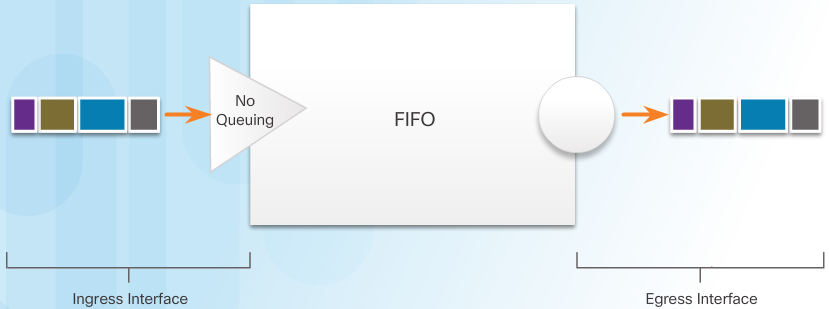 No
Queuing
FIFO
Ingress Interface
Egress Interface